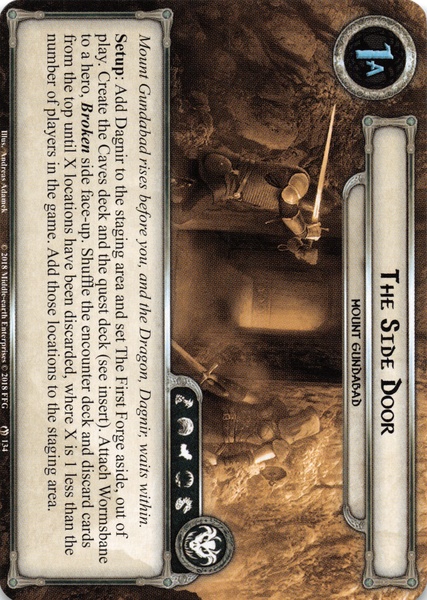 1A
THE SIDE DOOR
MOUNT GUNDABAD
Mount Gundabad rises before you, and the Dragon, Dagnir, waits within.
Setup: Add Dagnir to the staging area and set The First Forge aside, out of
play. Create the Caves deck and the quest deck (see insert). Attach Wormsbane
to a hero, Broken side face-up. Shuffle the encounter deck and discard cards
from the top until X locations have been discarded, where X is 1 less than the
number of players in the game. Add those locations to the staging area.
Illus. Andreas Adamek © 2018 Middle-earth Enterprises © 2018 FFG 134